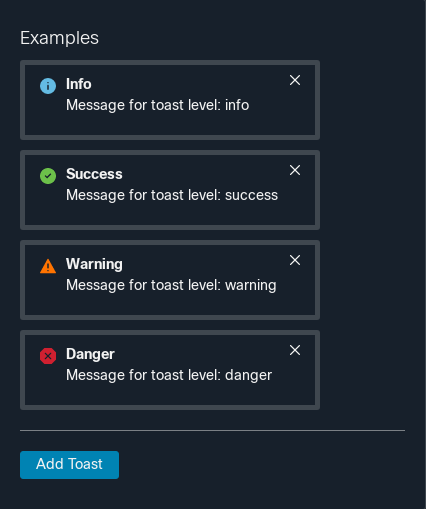 Examples
Info
Message for toast level: info
Success
Message for toast level: success
Warning
Message for toast level: warning
Danger
Message for toast level: danger
Add Toast